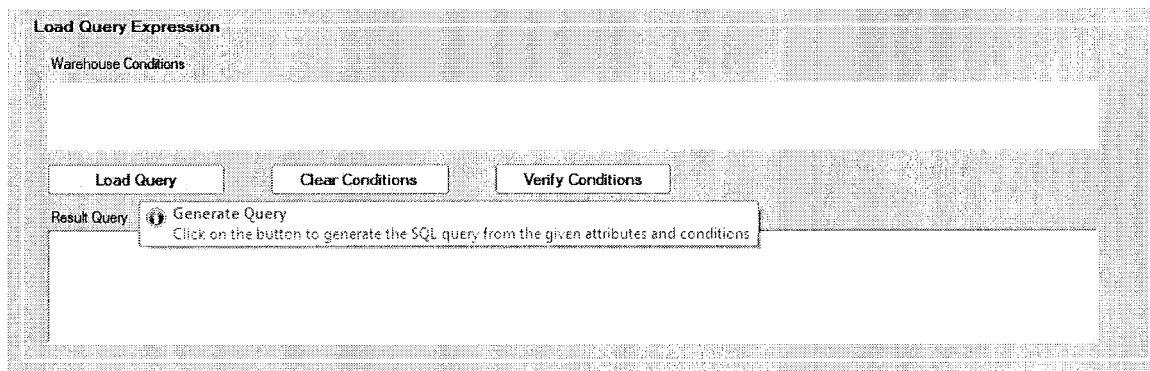 Load Query Expression
Warehouse Conditions
Load Query Clear Conditions Verify Conditions
Result Query
Generate Query
Click on the button to generate the SQL query from the given attributes and conditions